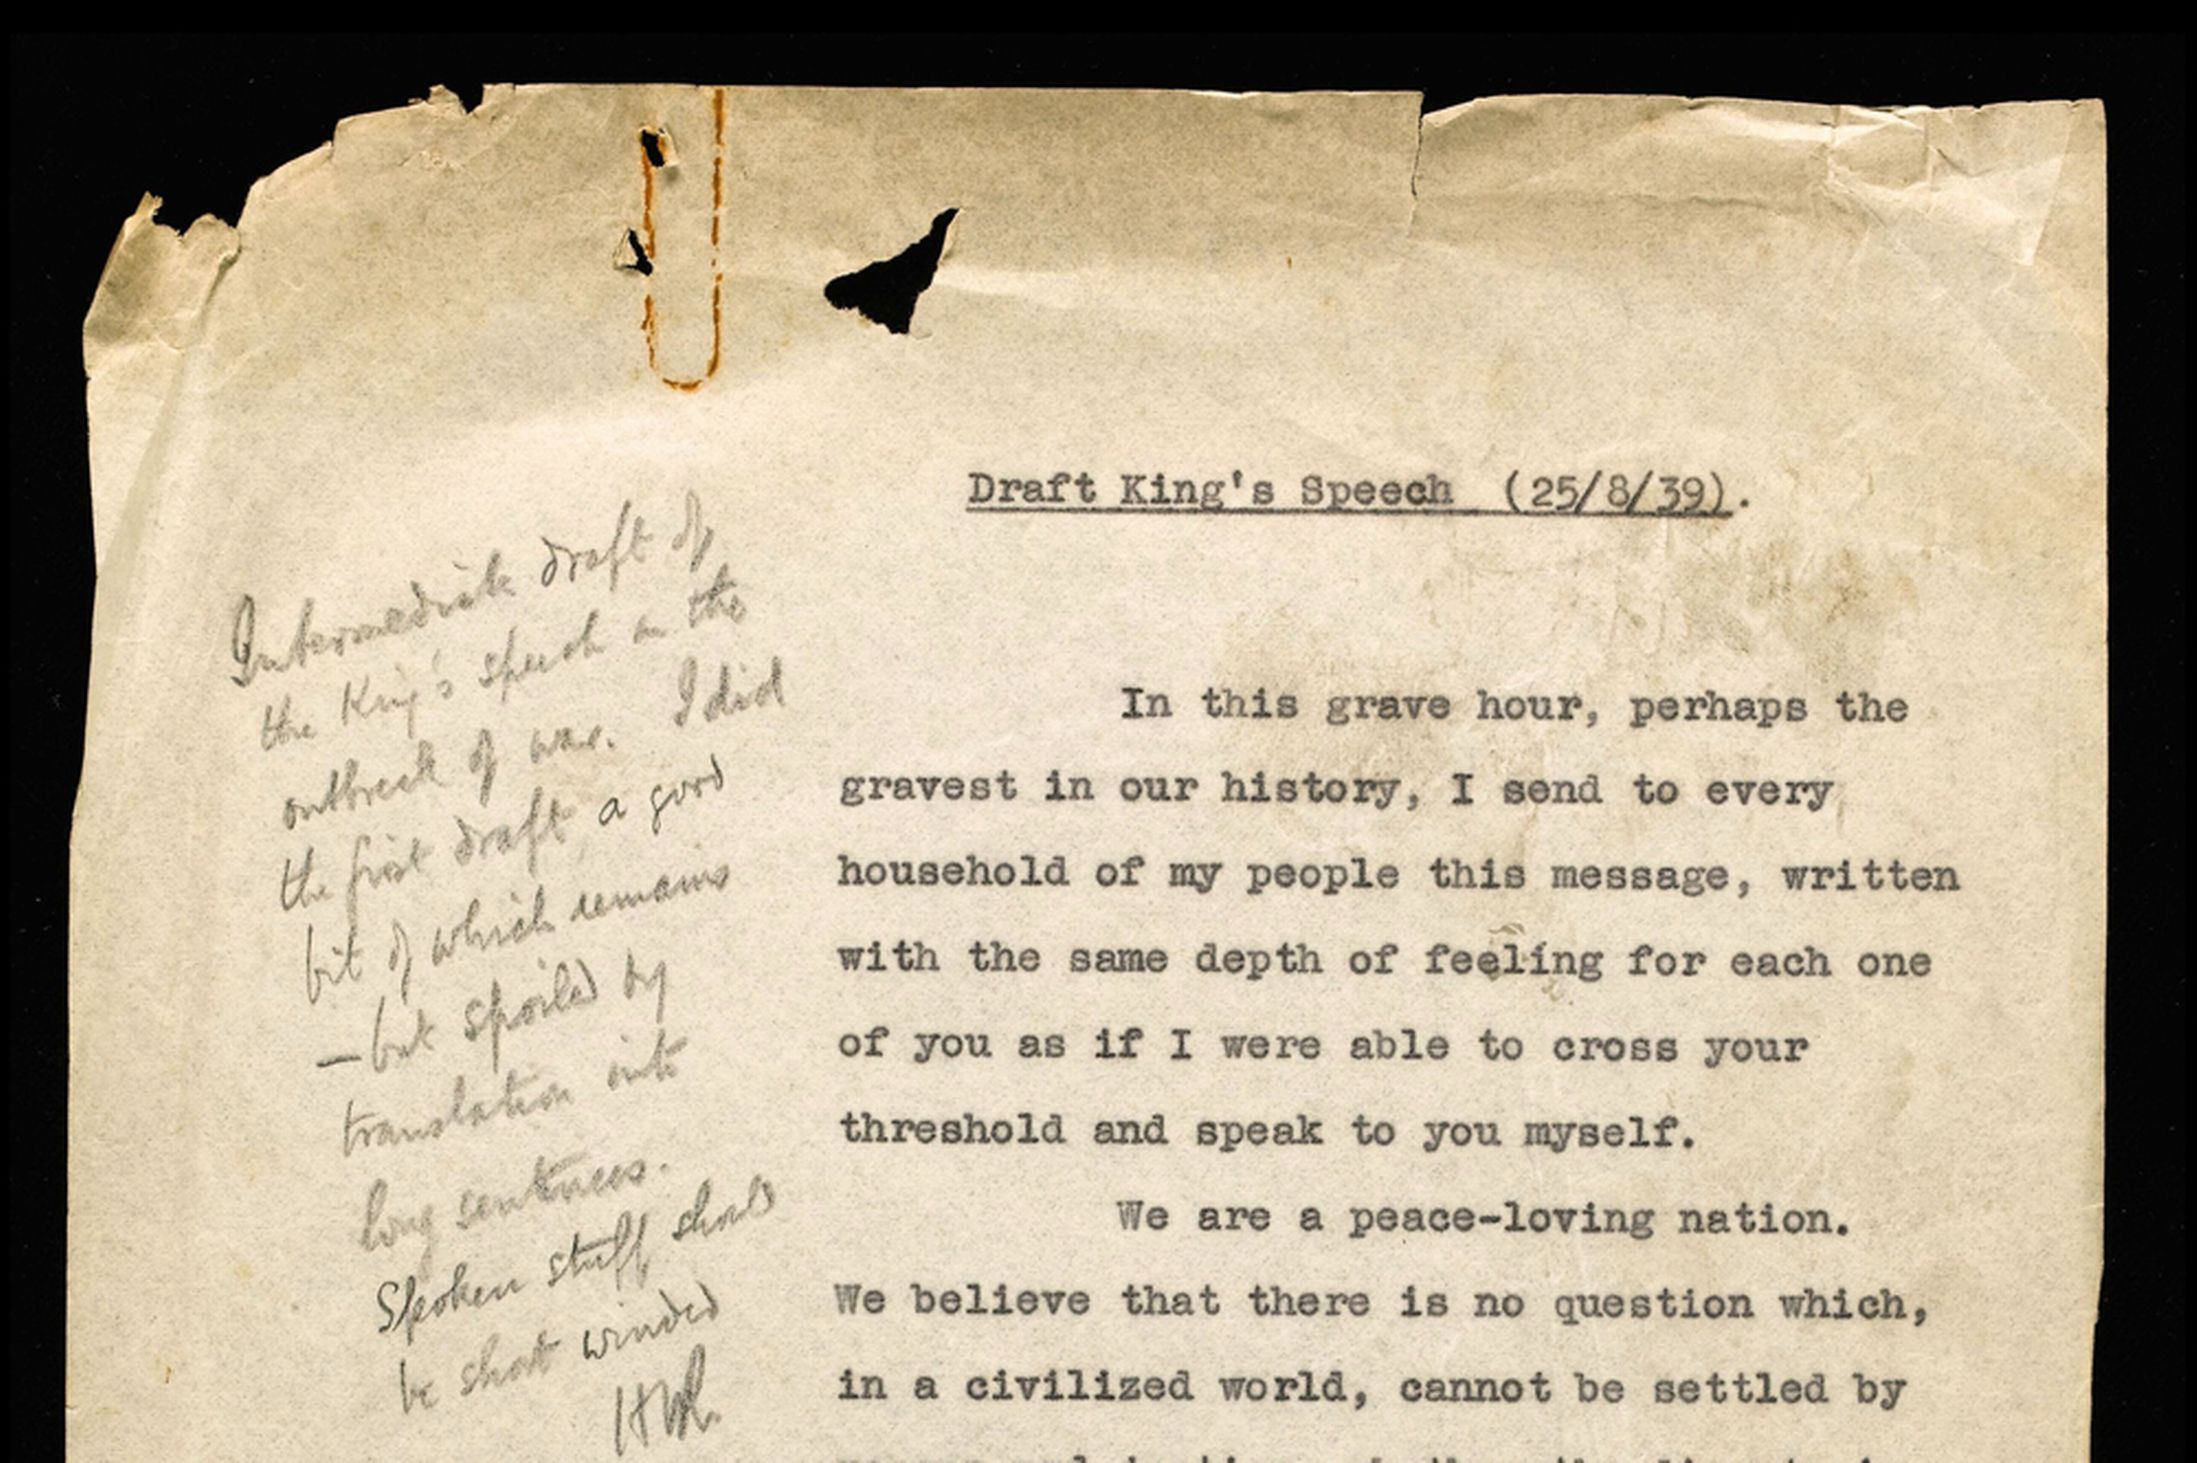 Draft King's Speech (25/8/39).
Intermediate draft of
the King's speech on the
outbreak of war. I did
the first draft a good
bit of which remains
— but spoiled by
translation into
long sentences.
Spoken stuff should
be short winded
HVR.
In this grave hour, perhaps the
gravest in our history, I send to every
household of my people this message, written
with the same depth of feeling for each one
of you as if I were able to cross your
threshold and speak to you myself.
We are a peace-loving nation.
We believe that there is no question which,
in a civilized world, cannot be settled by